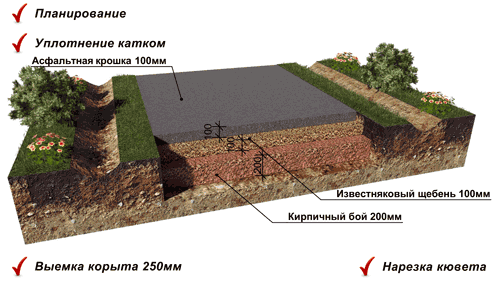 Планирование
Уплотнение катком
Асфальтная крошка 100мм
100
100
200
Известняковый щебень 100мм
Кирпичный бой 200мм
Выемка корыта 250мм
Нарезка кювета